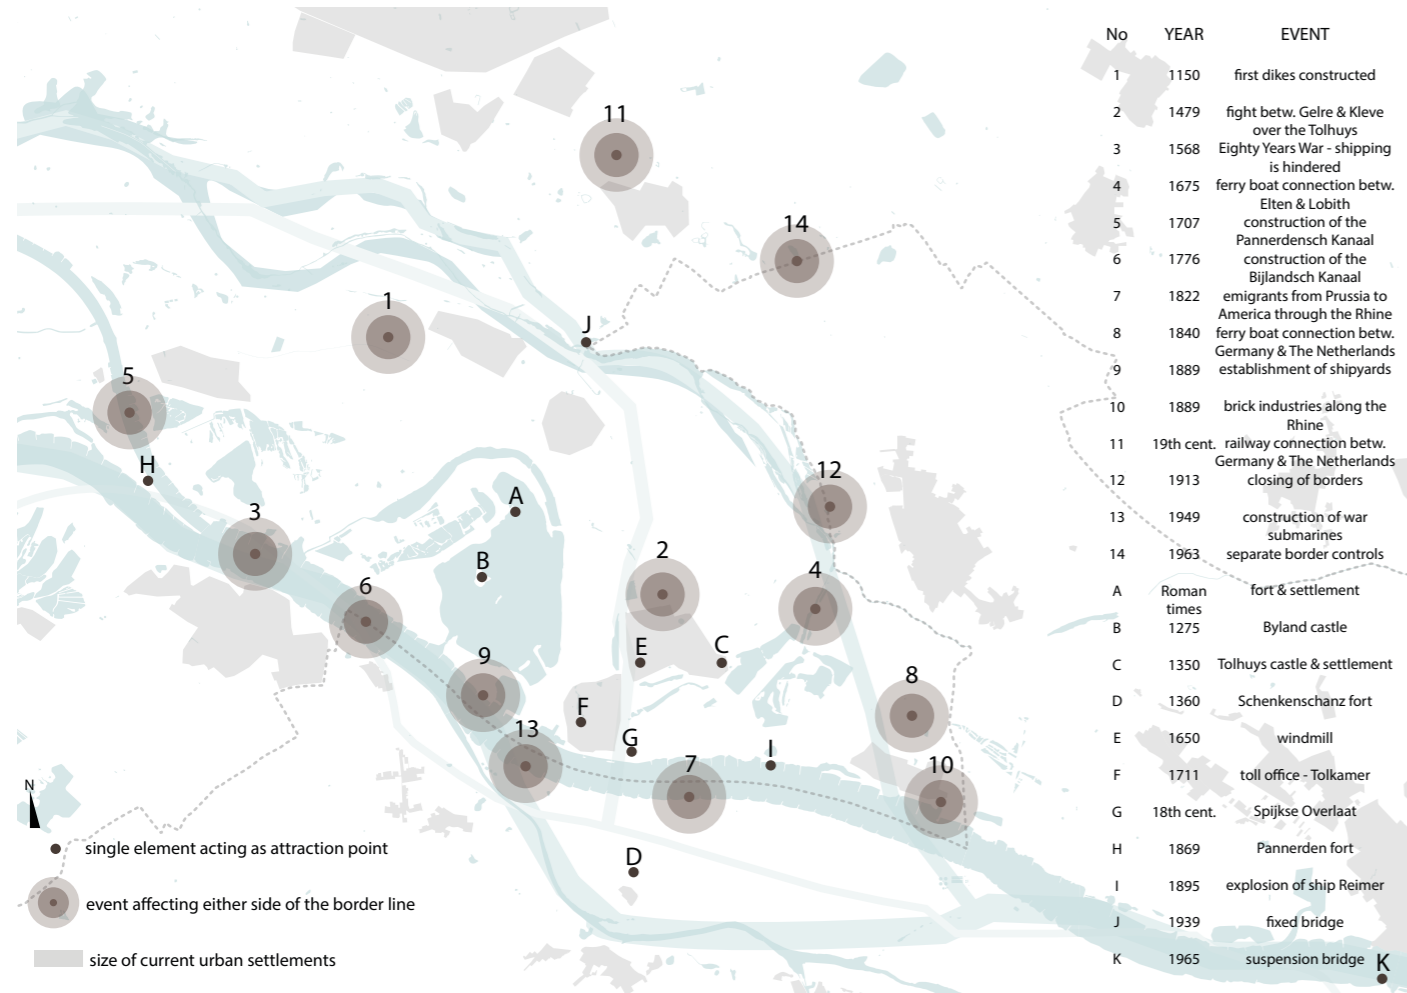 No YEAR EVENT
1 1150 first dikes constructed
2 1479 fight betw. Gelre & Kleve
over the Tolhuys
3 1568 Eighty Years War - shipping
is hindered
4 1675 ferry boat connection betw.
Elten & Lobith
5 1707 construction of the
Pannerdensch Kanaal
6 1776 construction of the
Bijlandsch Kanaal
7 1822 emigrants from Prussia to
America through the Rhine
8 1840 ferry boat connection betw.
Germany & The Netherlands
9 1889 establishment of shipyards
10 1889 brick industries along the
Rhine
11 19th cent. railway connection betw.
Germany & The Netherlands
12 1913 closing of borders
13 1949 construction of war
submarines
14 1963 separate border controls
A Roman fort & settlement
times
B 1275 Byland castle
C 1350 Tolhuys castle & settlement
D 1360 Schenkenschanz fort
E 1650 windmill
F 1711 toll office - Tolkamer
G 18th cent. Spijkse Overlaat
H 1869 Pannerden fort
I 1895 explosion of ship Reimer
J 1939 fixed bridge
K 1965 suspension bridge
11
14
1
J
5
H
12
A
3
2
B
4
6
E
C
9
8
F
13
G
I
7
10
D
K
N
single element acting as attraction point
event affecting either side of the border line
size of current urban settlements